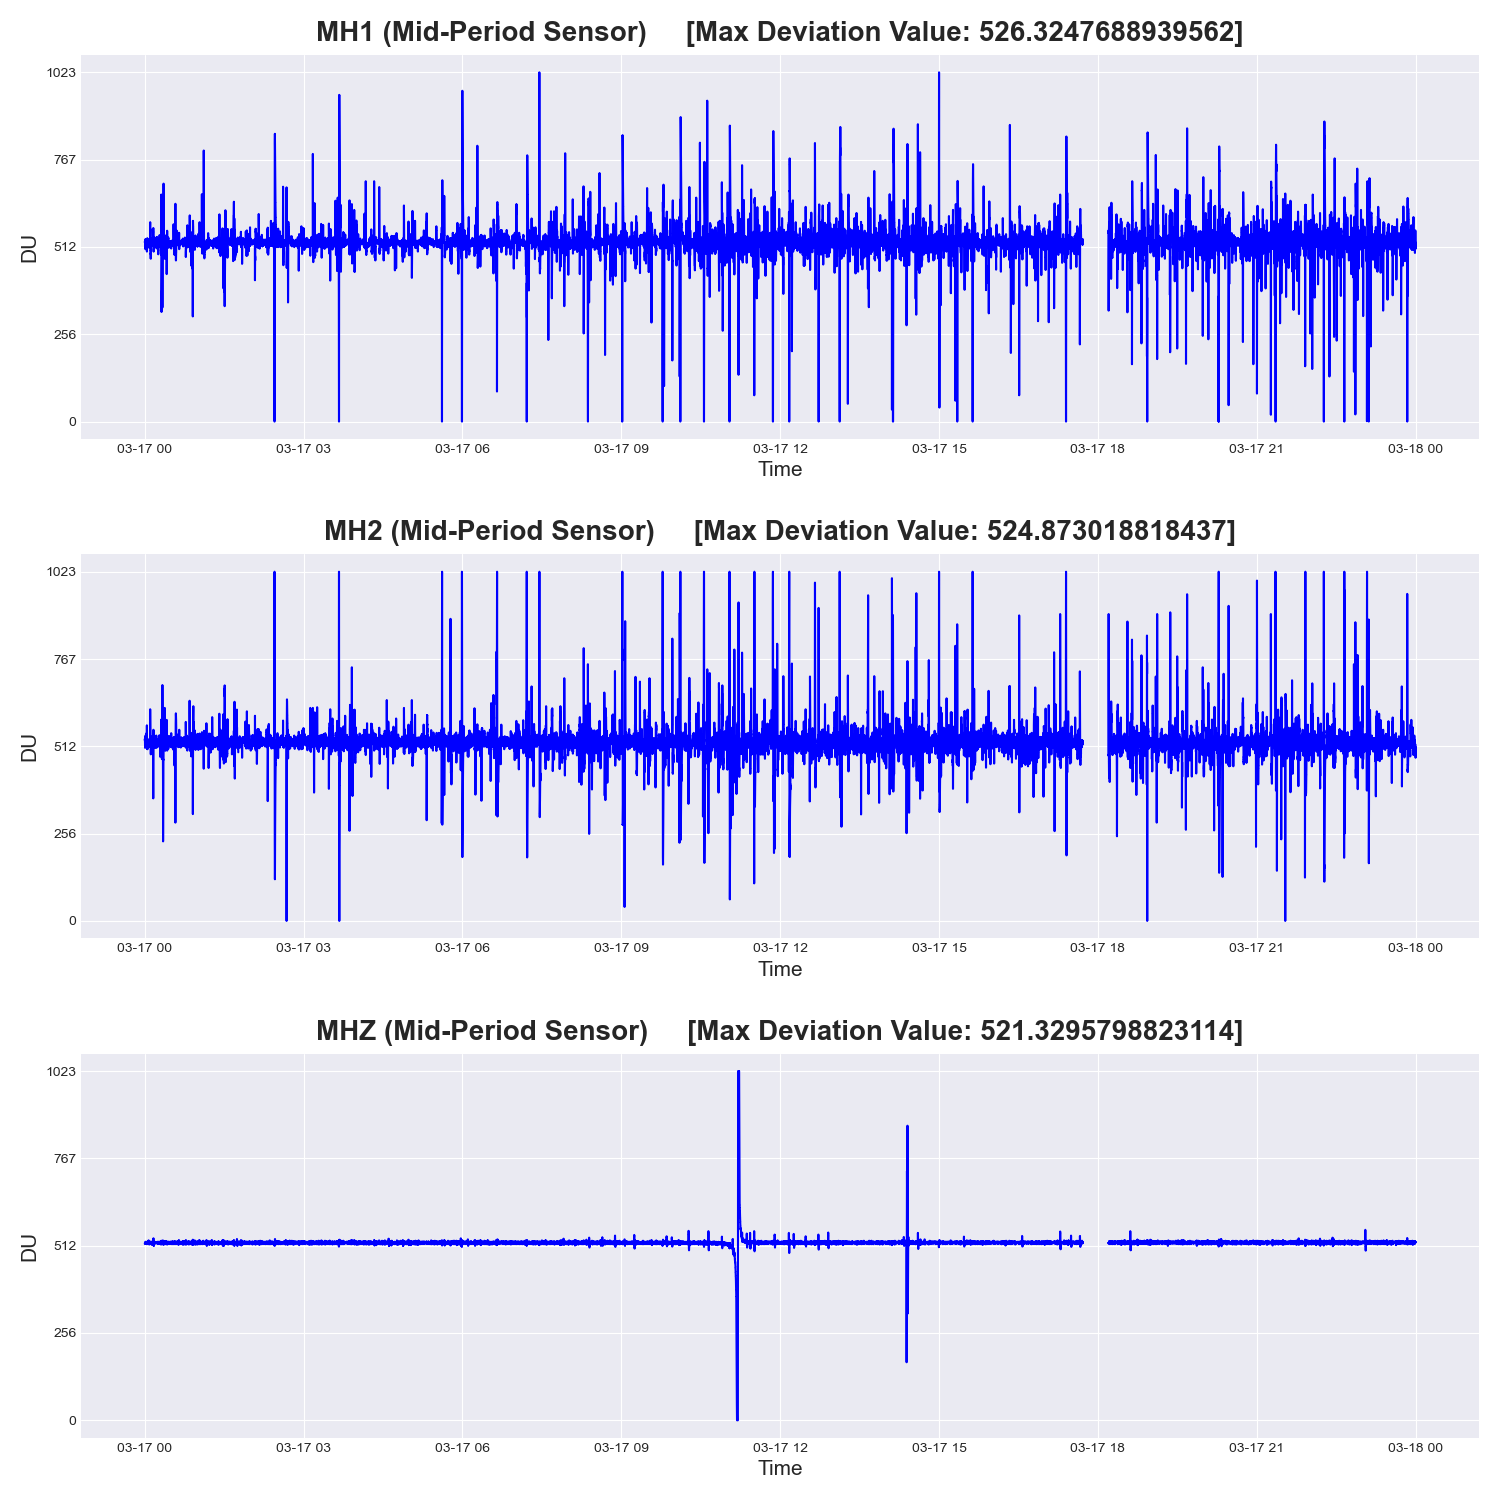 MH1 (Mid-Period Sensor) [Max Deviation Value: 526.3247688939562]
1023
767
512
256
0
DU
03-17 00 03-17 03 03-17 06 03-17 09 03-17 12 03-17 15 03-17 18 03-17 21 03-18 00
Time
MH2 (Mid-Period Sensor) [Max Deviation Value: 524.873018818437]
1023
767
512
256
0
DU
03-17 00 03-17 03 03-17 06 03-17 09 03-17 12 03-17 15 03-17 18 03-17 21 03-18 00
Time
MHZ (Mid-Period Sensor) [Max Deviation Value: 521.3295798823114]
1023
767
512
256
0
DU
03-17 00 03-17 03 03-17 06 03-17 09 03-17 12 03-17 15 03-17 18 03-17 21 03-18 00
Time